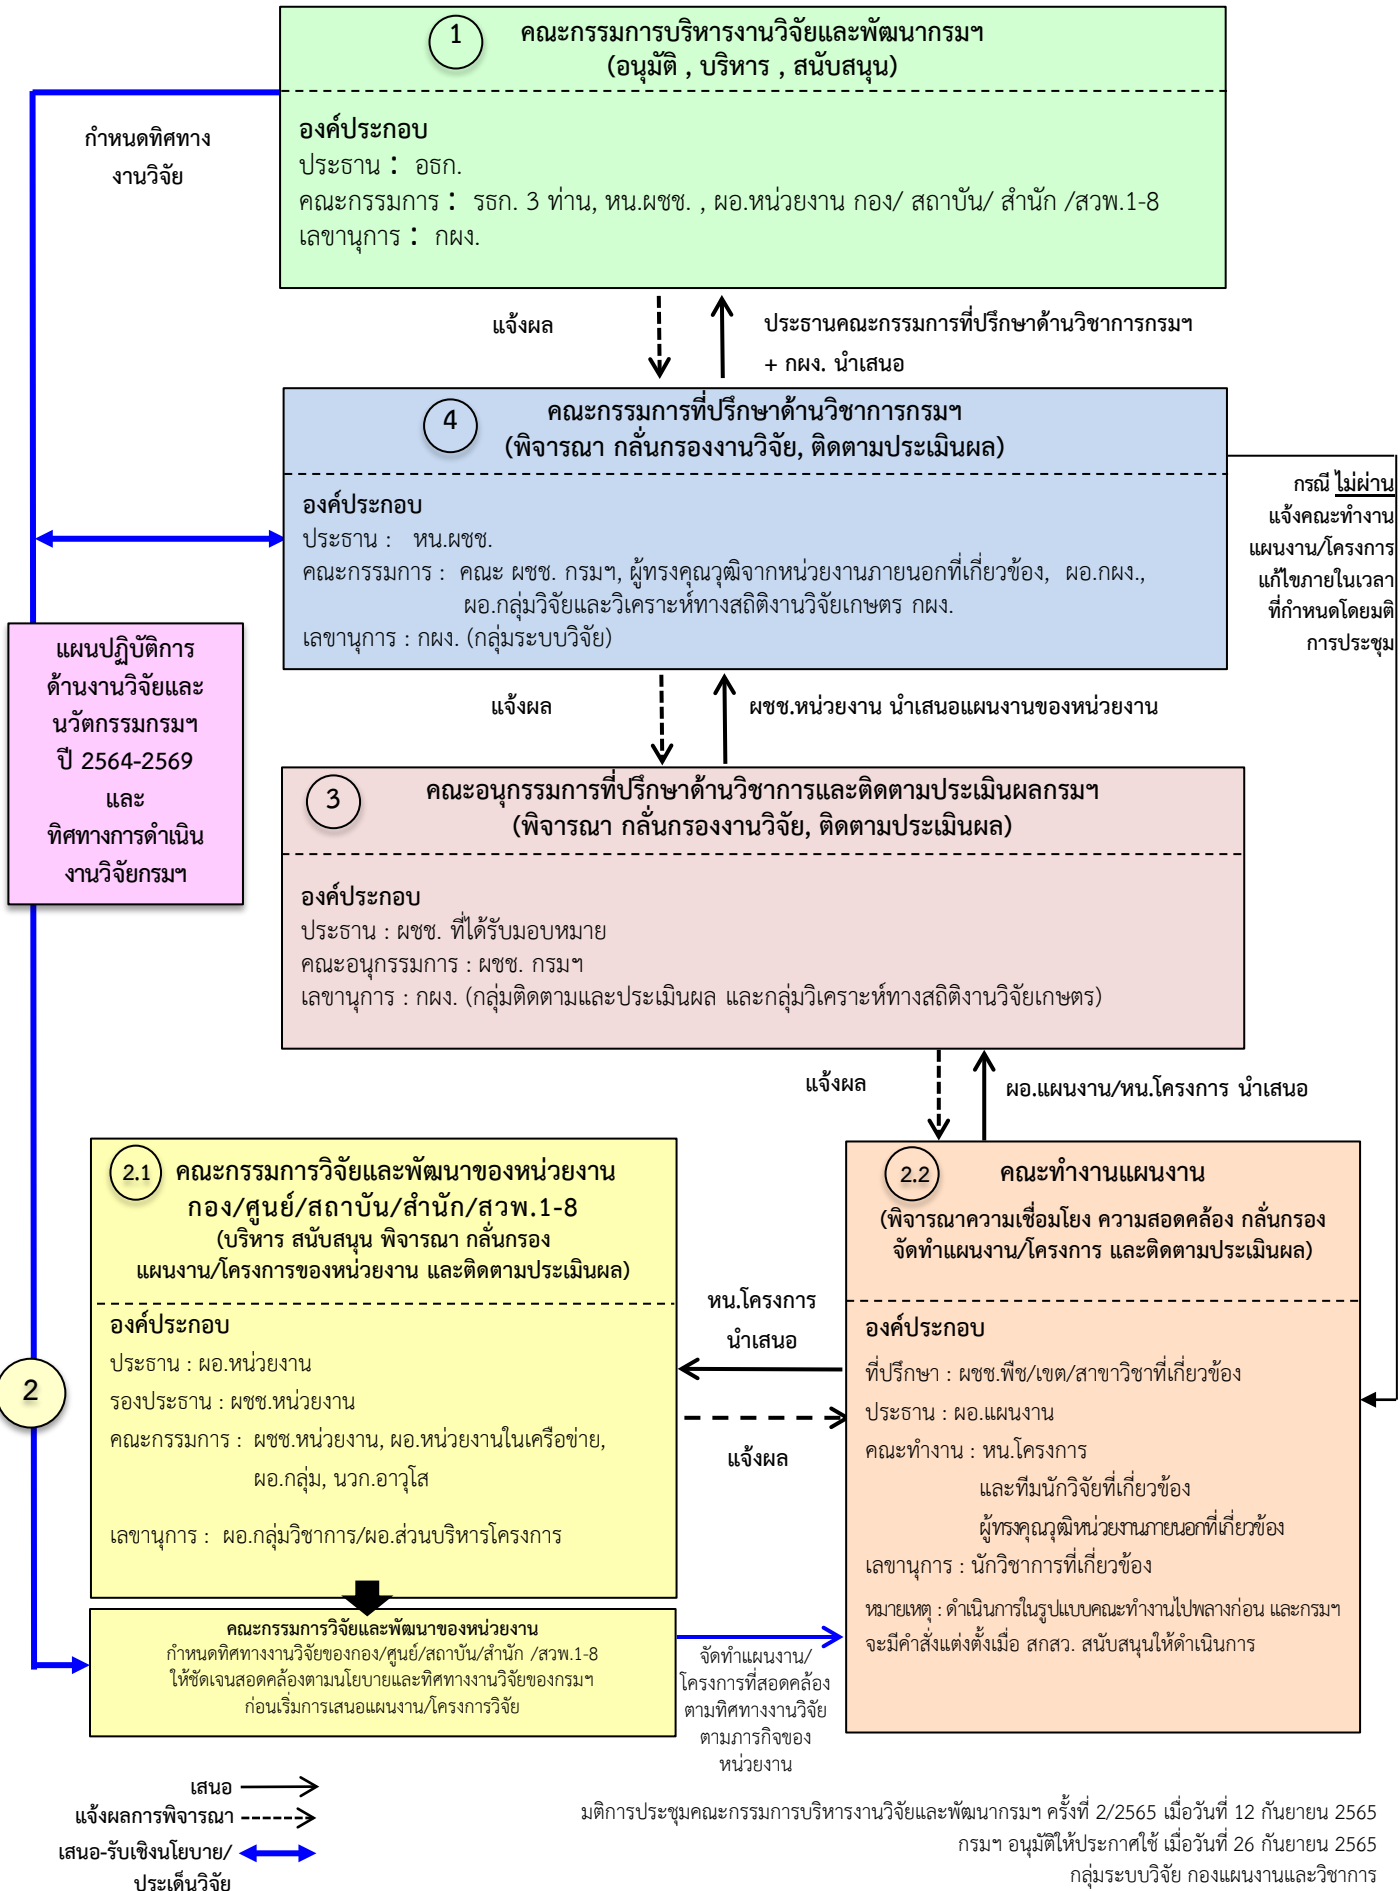 1
คณะกรรมการบริหารงานวิจัยและพัฒนากรมฯ
(อนุมัติ , บริหาร , สนับสนุน)
องค์ประกอบ
ประธาน : อธก.
คณะกรรมการ : รธก. 3 ท่าน, หน.ผชช. , ผอ.หน่วยงาน กอง/ สถาบัน/ สำนัก /สวพ.1-8
เลขานุการ : กผง.
กำหนดทิศทาง
งานวิจัย
แจ้งผล
ประธานคณะกรรมการที่ปรึกษาด้านวิชาการกรมฯ
+ กผง. นำเสนอ
4
คณะกรรมการที่ปรึกษาด้านวิชาการกรมฯ
(พิจารณา กลั่นกรองงานวิจัย, ติดตามประเมินผล)
องค์ประกอบ
ประธาน : หน.ผชช.
คณะกรรมการ : คณะ ผชช. กรมฯ, ผู้ทรงคุณวุฒิจากหน่วยงานภายนอกที่เกี่ยวข้อง, ผอ.กผง.,
ผอ.กลุ่มวิจัยและวิเคราะห์ทางสถิติงานวิจัยเกษตร กผง.
เลขานุการ : กผง. (กลุ่มระบบวิจัย)
กรณี ไม่ผ่าน
แจ้งคณะทำงาน
แผนงาน/โครงการ
แก้ไขภายในเวลา
ที่กำหนดโดยมติ
การประชุม
แผนปฏิบัติการ
ด้านงานวิจัยและ
นวัตกรรมกรมฯ
ปี 2564-2569
และ
ทิศทางการดำเนิน
งานวิจัยกรมฯ
แจ้งผล
ผชช.หน่วยงาน นำเสนอแผนงานของหน่วยงาน
3
คณะอนุกรรมการที่ปรึกษาด้านวิชาการและติดตามประเมินผลกรมฯ
(พิจารณา กลั่นกรองงานวิจัย, ติดตามประเมินผล)
องค์ประกอบ
ประธาน : ผชช. ที่ได้รับมอบหมาย
คณะอนุกรรมการ : ผชช. กรมฯ
เลขานุการ : กผง. (กลุ่มติดตามและประเมินผล และกลุ่มวิเคราะห์ทางสถิติงานวิจัยเกษตร)
แจ้งผล
ผอ.แผนงาน/หน.โครงการ นำเสนอ
2
2.1
คณะกรรมการวิจัยและพัฒนาของหน่วยงาน
กอง/ศูนย์/สถาบัน/สำนัก/สวพ.1-8
(บริหาร สนับสนุน พิจารณา กลั่นกรอง
แผนงาน/โครงการของหน่วยงาน และติดตามประเมินผล)
องค์ประกอบ
ประธาน : ผอ.หน่วยงาน
รองประธาน : ผชช.หน่วยงาน
คณะกรรมการ : ผชช.หน่วยงาน, ผอ.หน่วยงานในเครือข่าย,
ผอ.กลุ่ม, นวก.อาวุโส
เลขานุการ : ผอ.กลุ่มวิชาการ/ผอ.ส่วนบริหารโครงการ
คณะกรรมการวิจัยและพัฒนาของหน่วยงาน
กำหนดทิศทางงานวิจัยของกอง/ศูนย์/สถาบัน/สำนัก /สวพ.1-8
ให้ชัดเจนสอดคล้องตามนโยบายและทิศทางงานวิจัยของกรมฯ
ก่อนเริ่มการเสนอแผนงาน/โครงการวิจัย
หน.โครงการ
นำเสนอ
แจ้งผล
จัดทำแผนงาน/
โครงการที่สอดคล้อง
ตามทิศทางงานวิจัย
ตามภารกิจของ
หน่วยงาน
2.2
คณะทำงานแผนงาน
(พิจารณาความเชื่อมโยง ความสอดคล้อง กลั่นกรอง
จัดทำแผนงาน/โครงการ และติดตามประเมินผล)
องค์ประกอบ
ที่ปรึกษา : ผชช.พืช/เขต/สาขาวิชาที่เกี่ยวข้อง
ประธาน : ผอ.แผนงาน
คณะทำงาน : หน.โครงการ
และทีมนักวิจัยที่เกี่ยวข้อง
ผู้ทรงคุณวุฒิหน่วยงานภายนอกที่เกี่ยวข้อง
เลขานุการ : นักวิชาการที่เกี่ยวข้อง
หมายเหตุ : ดำเนินการในรูปแบบคณะทำงานไปพลางก่อน และกรมฯ
จะมีคำสั่งแต่งตั้งเมื่อ สกสว. สนับสนุนให้ดำเนินการ
เสนอ
แจ้งผลการพิจารณา
เสนอ-รับเชิงนโยบาย/
ประเด็นวิจัย
มติการประชุมคณะกรรมการบริหารงานวิจัยและพัฒนากรมฯ ครั้งที่ 2/2565 เมื่อวันที่ 12 กันยายน 2565
กรมฯ อนุมัติให้ประกาศใช้ เมื่อวันที่ 26 กันยายน 2565
กลุ่มระบบวิจัย กองแผนงานและวิชาการ